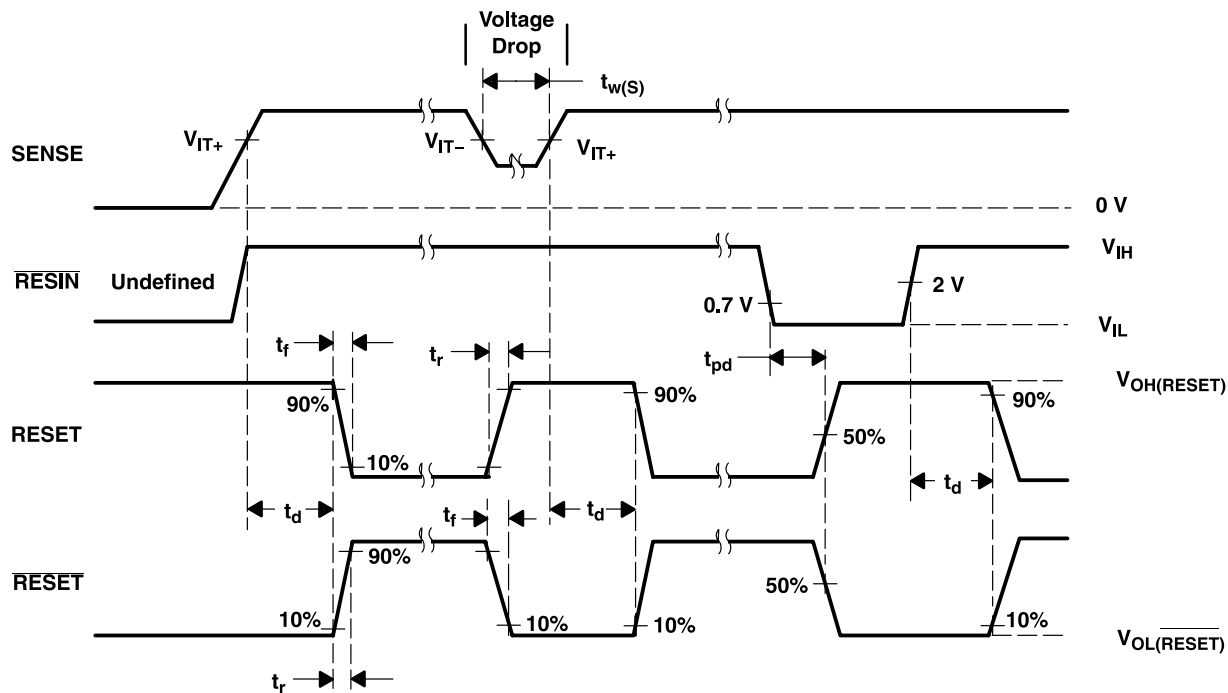 Voltage
Drop
tw(S)
VIT+
VIT−
VIT+
SENSE
0 V
RESIN
Undefined
VIH
0.7 V
2 V
VIL
tf
tr
tpd
VOH(RESET)
90%
90%
90%
RESET
10%
50%
td
tf
td
td
90%
RESET
50%
10%
10%
10%
10%
VOL(RESET)
tr